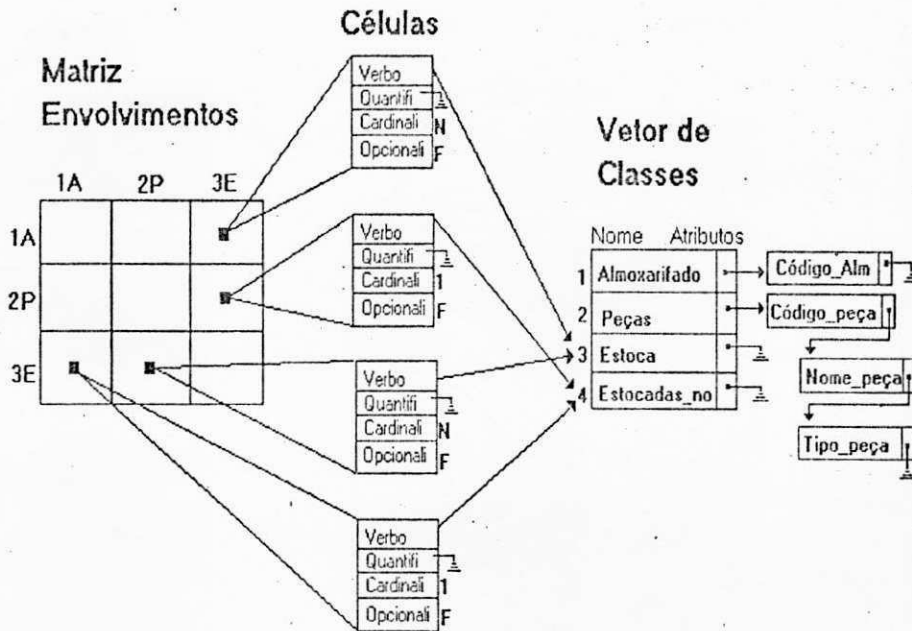 Células
Matriz
Envolvimentos
Verbo
Quantifi
Cardinali N
Opcionali F
Vetor de
Classes
1A 2P 3E
1A
2P
3E
Verbo
Quantifi
Cardinali 1
Opcionali F
Nome Atributos
1 Almoxarifado
Código_Alm
2 Peças
Código_peça
3 Estoca
4 Estocadas_no
Nome_peça
Tipo_peça
Verbo
Quantifi
Cardinali N
Opcionali F
Verbo
Quantifi
Cardinali 1
Opcionali F